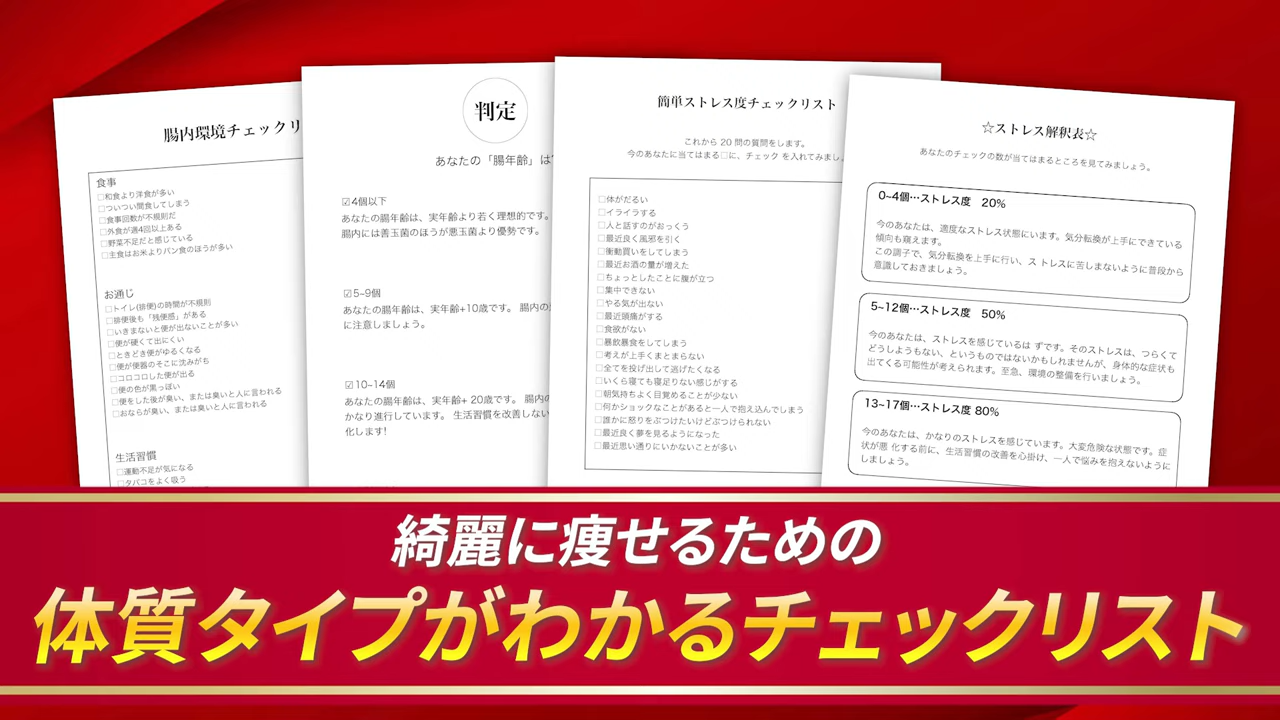 腸内環境チェックリ
食事
□和食より洋食が多い
□ついつい間食してしまう
□食事回数が不規則だ
□外食が週4回以上ある
□野菜不足だと感じている
□主食はお米よりパン食のほうが多い
お通じ
□トイレ(排便)の時間が不規則
□排便後も「残便感」がある
□いきまないと便が出ないことが多い
□便が硬くて出にくい
□ときどき便がゆるくなる
□便が便器のそこに沈みがち
□コロコロした便が出る
□便の色が黒っぽい
□便をした後が臭い、または臭いと人に言われる
□おならが臭い、または臭いと人に言われる
生活習慣
□運動不足が気になる
□タバコをよく吸う
判定
あなたの「腸年齢」は
☑4個以下
あなたの腸年齢は、実年齢より若く理想的です。
腸内には善玉菌のほうが悪玉菌より優勢です。
☑5~9個
あなたの腸年齢は、実年齢+10歳です。 腸内の
に注意しましょう。
☑10~14個
あなたの腸年齢は、実年齢+ 20歳です。 腸内の
かなり進行しています。 生活習慣を改善しない
化します!
簡単ストレス度チェックリスト
これから 20 問の質問をします。
今のあなたに当てはまる□に、チェック を入れてみまし
□体がだるい
□イライラする
□人と話すのがおっくう
□最近良く風邪を引く
□衝動買いをしてしまう
□最近お酒の量が増えた
□ちょっとしたことに腹が立つ
□集中できない
□やる気が出ない
□最近頭痛がする
□食欲がない
□暴飲暴食をしてしまう
□考えが上手くまとまらない
□全てを投げ出して逃げたくなる
□いくら寝ても寝足りない感じがする
□朝気持ちよく目覚めることが少ない
□何かショックなことがあると一人で抱え込んでしまう
□誰かに怒りをぶつけたいけどぶつけられない
□最近良く夢を見るようになった
□最近思い通りにいかないことが多い
☆ストレス解釈表☆
あなたのチェックの数が当てはまるところを見てみましょう。
0~4個…ストレス度 20%
今のあなたは、適度なストレス状態にいます。気分転換が上手にできている
傾向も窺えます。
この調子で、気分転換を上手に行い、ス トレスに苦しまないように普段から
意識しておきましょう。
5~12個…ストレス度 50%
今のあなたは、ストレスを感じているは ずです。そのストレスは、つらくて
どうしようもない、というものではないかもしれませんが、身体的な症状も
出てくる可能性が考えられます。至急、環境の整備を行いましょう。
13~17個…ストレス度 80%
今のあなたは、かなりのストレスを感じています。大変危険な状態です。症
状が悪 化する前に、生活習慣の改善を心掛け、一人で悩みを抱えないように
しましょう。
綺麗に痩せるための
体質タイプがわかるチェックリスト